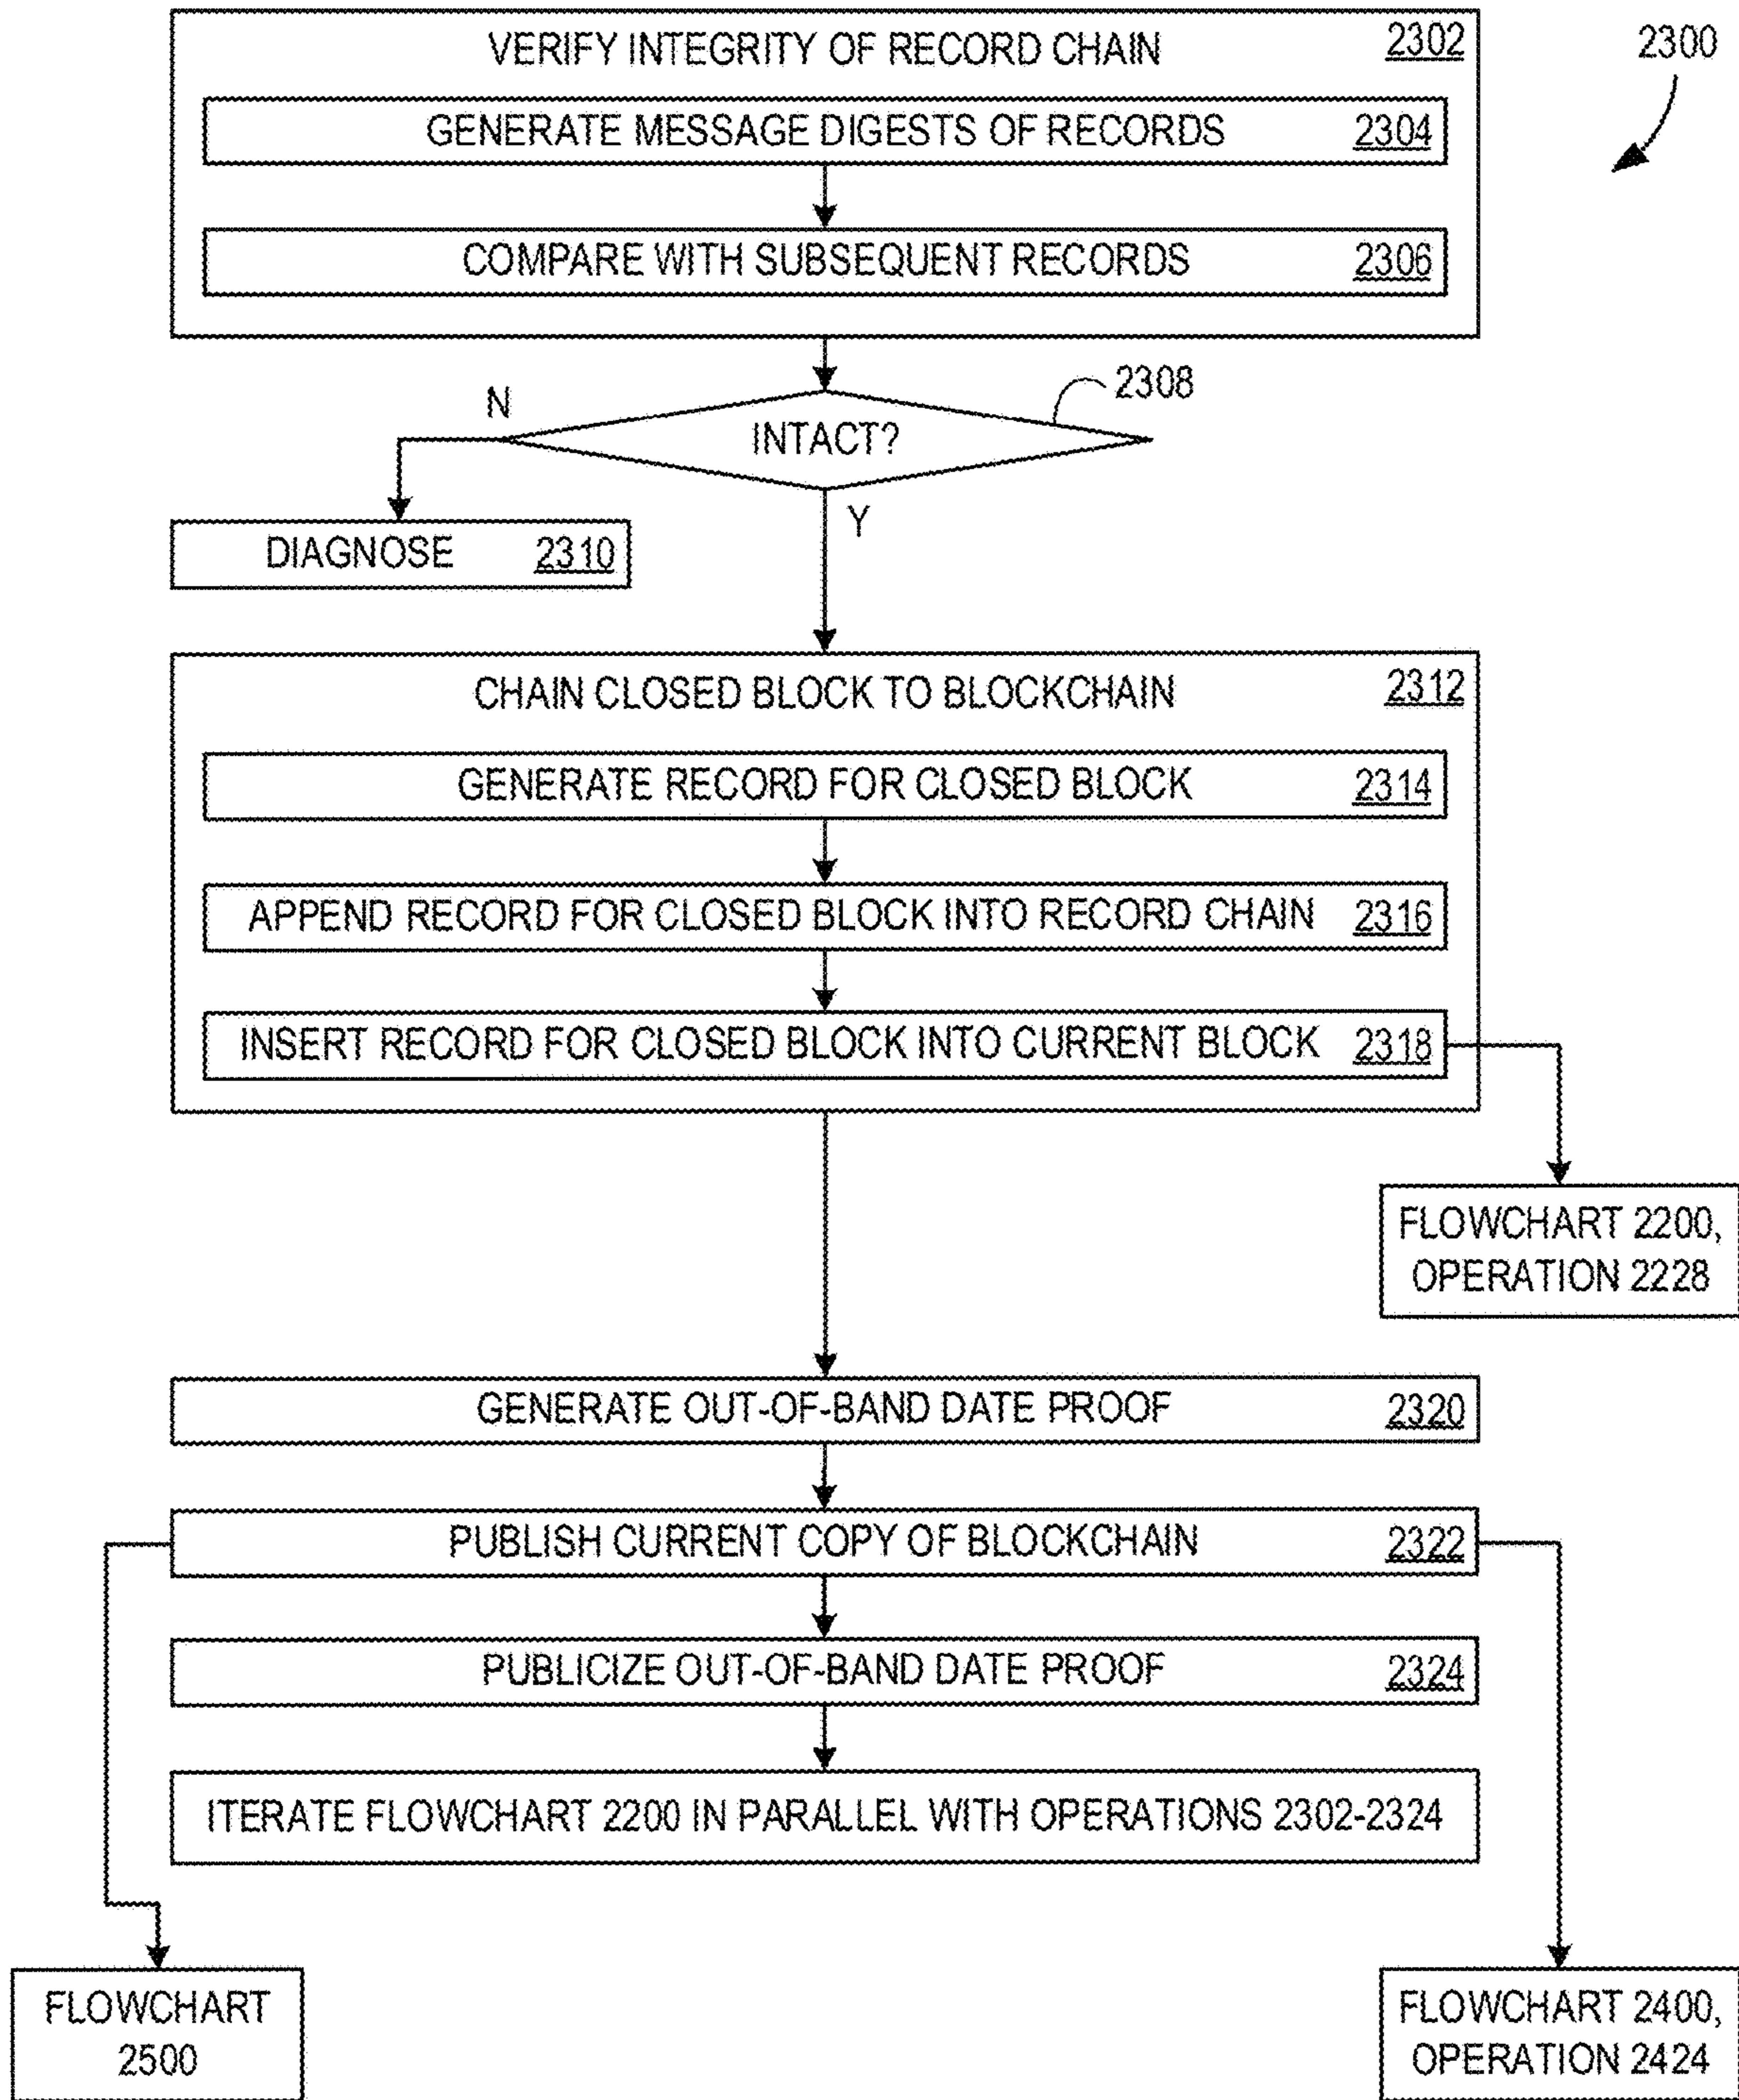 VERIFY INTEGRITY OF RECORD CHAIN 2302
2300
GENERATE MESSAGE DIGESTS OF RECORDS 2304
COMPARE WITH SUBSEQUENT RECORDS 2306
2308
N
INTACT?
Y
DIAGNOSE 2310
CHAIN CLOSED BLOCK TO BLOCKCHAIN 2312
GENERATE RECORD FOR CLOSED BLOCK 2314
APPEND RECORD FOR CLOSED BLOCK INTO RECORD CHAIN 2316
INSERT RECORD FOR CLOSED BLOCK INTO CURRENT BLOCK 2318
FLOWCHART 2200,
OPERATION 2228
GENERATE OUT-OF-BAND DATE PROOF 2320
PUBLISH CURRENT COPY OF BLOCKCHAIN 2322
PUBLICIZE OUT-OF-BAND DATE PROOF 2324
ITERATE FLOWCHART 2200 IN PARALLEL WITH OPERATIONS 2302-2324
FLOWCHART
2500
FLOWCHART 2400,
OPERATION 2424